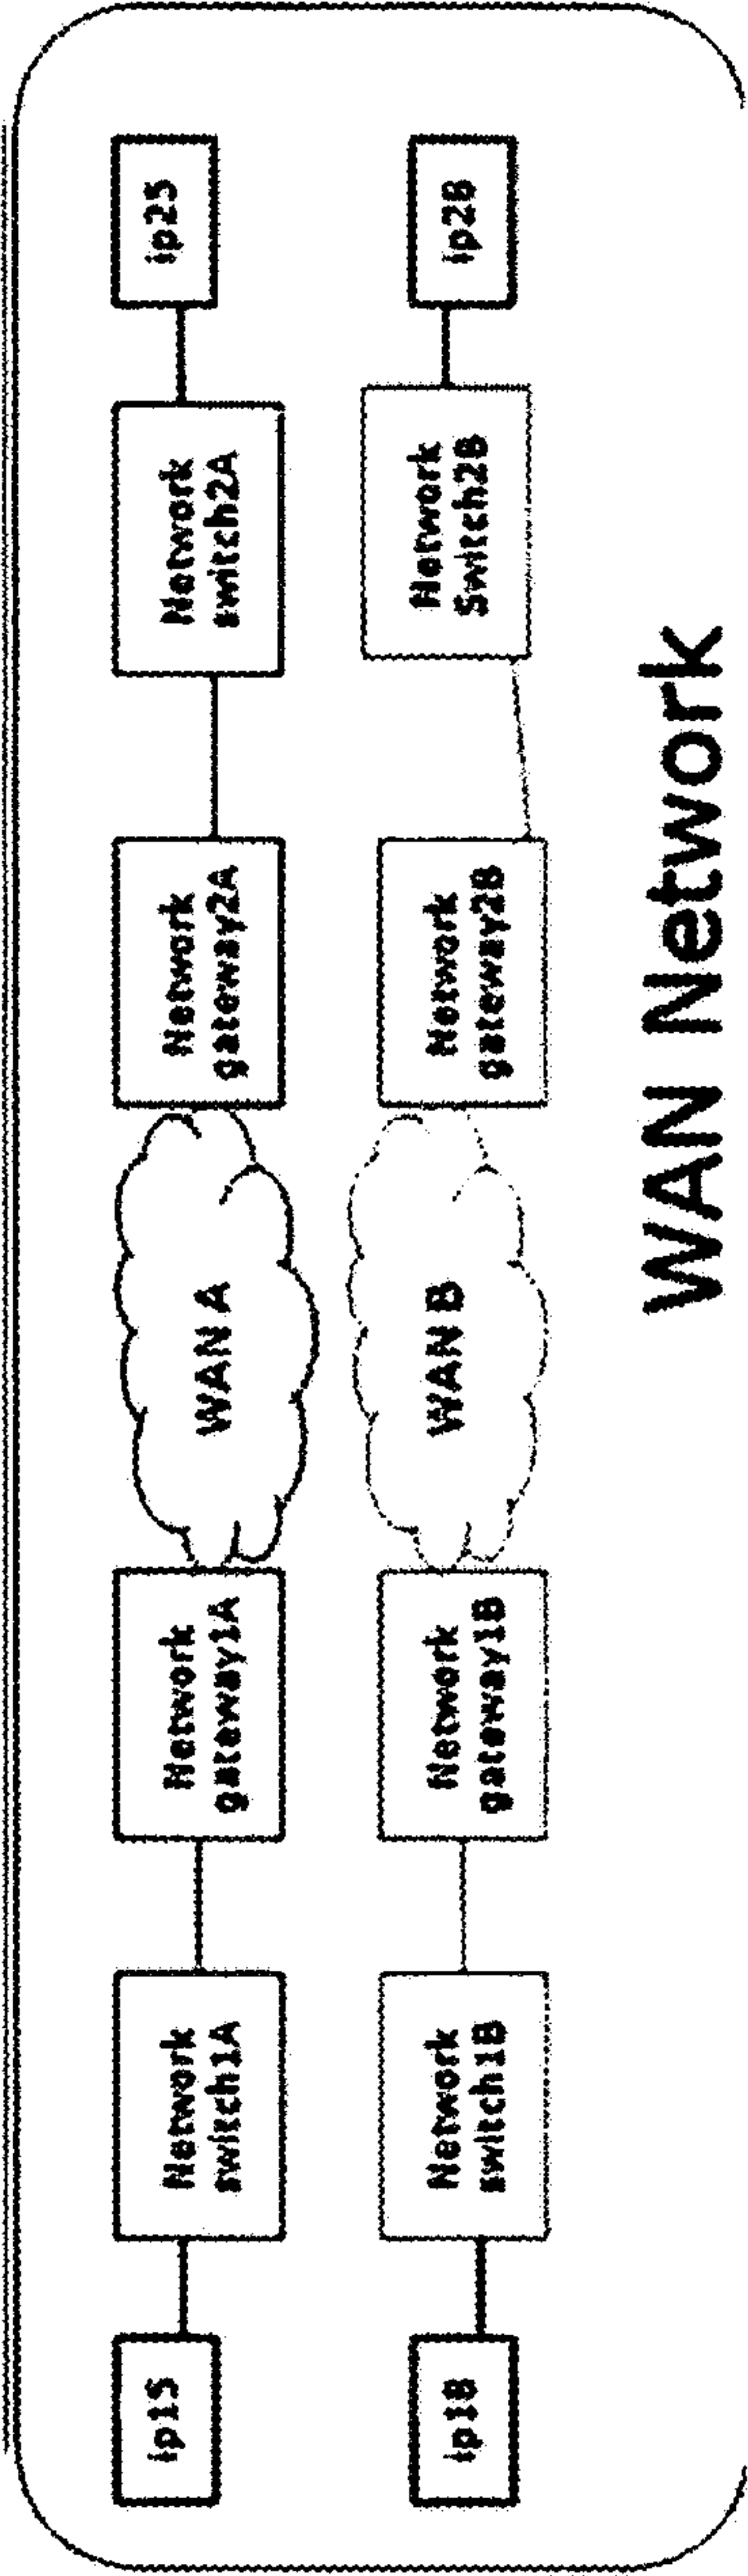 ip1S
Network
switch1A
Network
gateway1A
WAN A
Network
gateway2A
Network
switch2A
ip2S
ip1B
Network
switch1B
Network
gateway1B
WAN B
Network
gateway2B
Network
Switch2B
ip2B
WAN Network